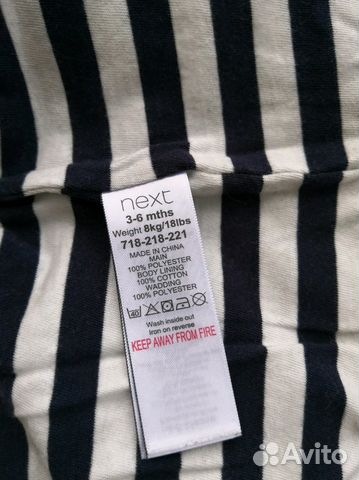 next
3-6 mths
Weight 8kg/18lbs
718-218-221
MADE IN CHINA
MAIN
100% POLYESTER
BODY LINING
100% COTTON
WADDING
100% POLYESTER
40
Wash inside out
Iron on reverse
KEEP AWAY FROM FIRE
Avito